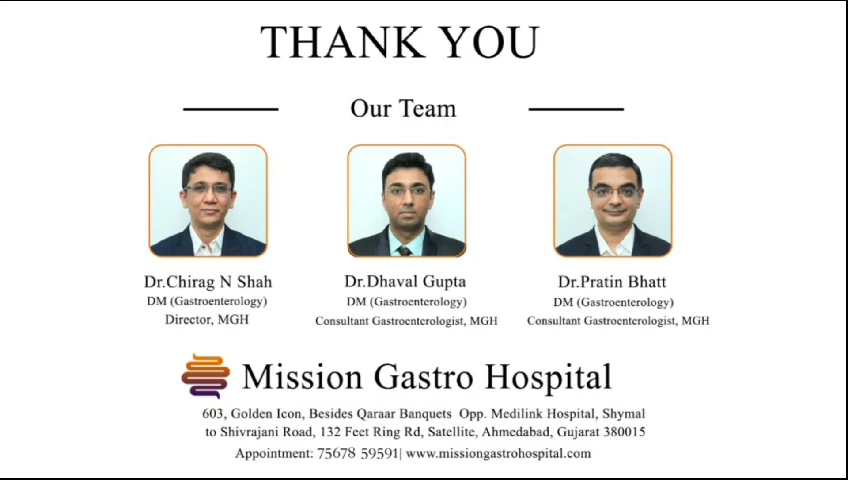 THANK YOU
Our Team
Dr.Chirag N Shah
DM (Gastroenterology)
Director, MGH
Dr.Dhaval Gupta
DM (Gastroenterology)
Consultant Gastroenterologist, MGH
Dr.Pratin Bhatt
DM (Gastroenterology)
Consultant Gastroenterologist, MGH
Mission Gastro Hospital
603, Golden Icon, Besides Qaraar Banquets Opp. Medilink Hospital, Shymal
to Shivrajani Road, 132 Feet Ring Rd, Satellite, Ahmedabad, Gujarat 380015
Appointment: 75678 59591| www.missiongastrohospital.com